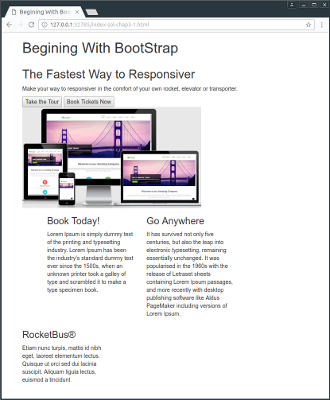 Begining With Boo
127.0.0.1:32785/index-sol-chap3-1.html
Begining With BootStrap
The Fastest Way to Responsiver
Make your way to responsiver in the comfort of your own rocket, elevator or transporter.
Take the Tour Book Tickets Now
Book Today!
Lorem Ipsum is simply dummy text
of the printing and typesetting
industry. Lorem Ipsum has been
the industry's standard dummy text
ever since the 1500s, when an
unknown printer took a galley of
type and scrambled it to make a
type specimen book.
Go Anywhere
It has survived not only five
centuries, but also the leap into
electronic typesetting, remaining
essentially unchanged. It was
popularised in the 1960s with the
release of Letraset sheets
containing Lorem Ipsum passages,
and more recently with desktop
publishing software like Aldus
PageMaker including versions of
Lorem Ipsum.
RocketBus®
Etiam nunc turpis, mattis id nibh
eget, laoreet elementum lectus.
Quisque ut orci sed dui lacinia
suscipit. Aliquam ligula lectus,
euismod a tincidunt